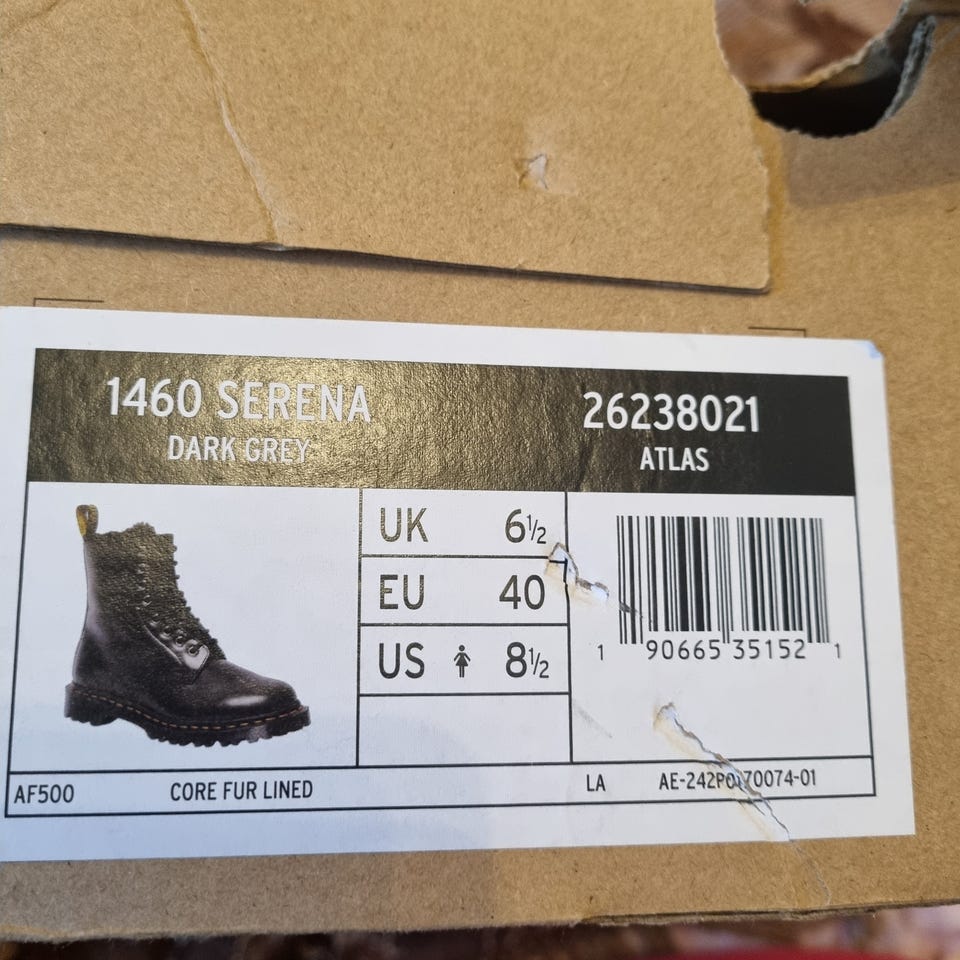 1460 SERENA
DARK GREY
26238021
ATLAS
UK 6½
EU 40
US 8½
1 90665 35152 1
AF500 CORE FUR LINED
LA